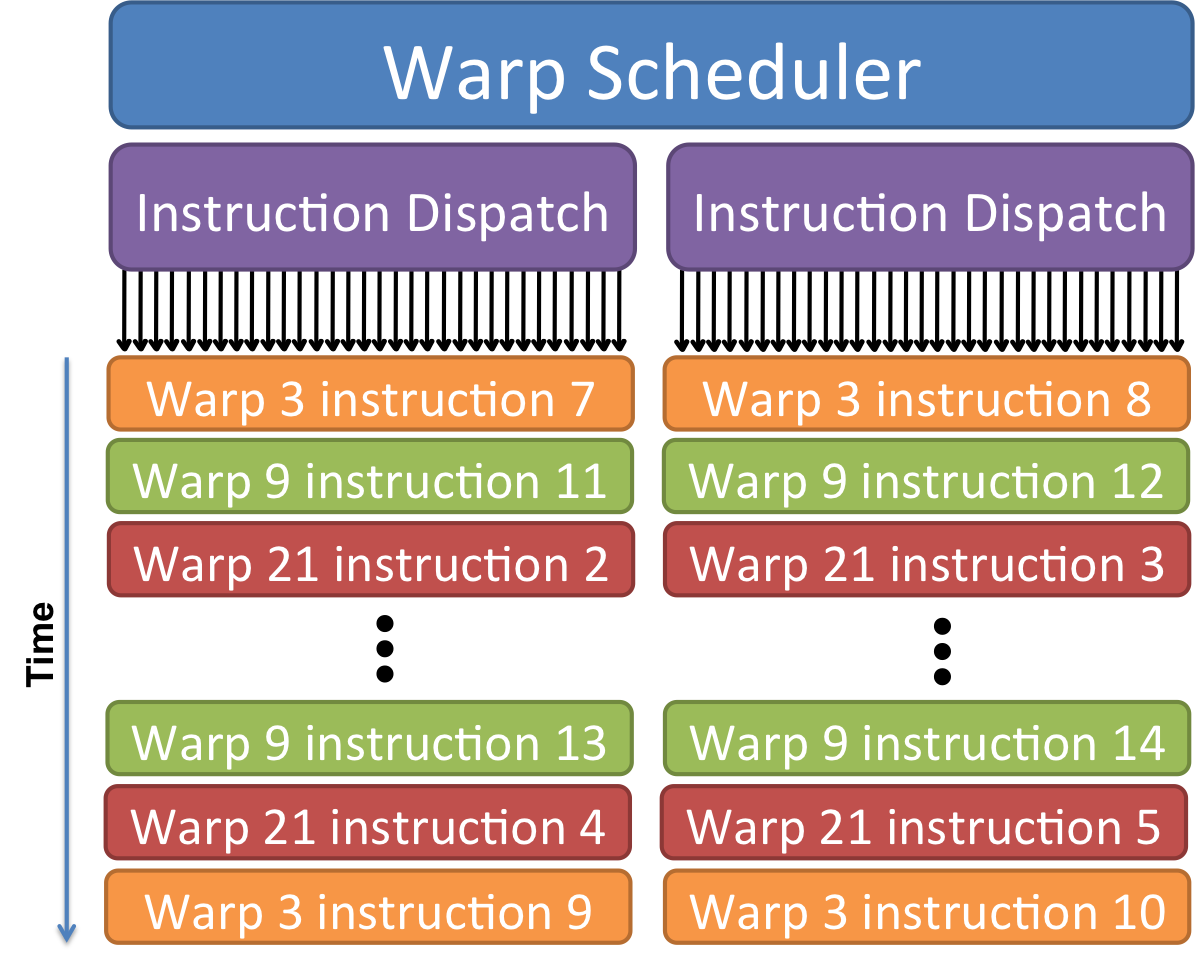 Warp Scheduler
Instruction Dispatch
Instruction Dispatch
Warp 3 instruction 7
Warp 3 instruction 8
Warp 9 instruction 11
Warp 9 instruction 12
Warp 21 instruction 2
Warp 21 instruction 3
Time
Warp 9 instruction 13
Warp 9 instruction 14
Warp 21 instruction 4
Warp 21 instruction 5
Warp 3 instruction 9
Warp 3 instruction 10